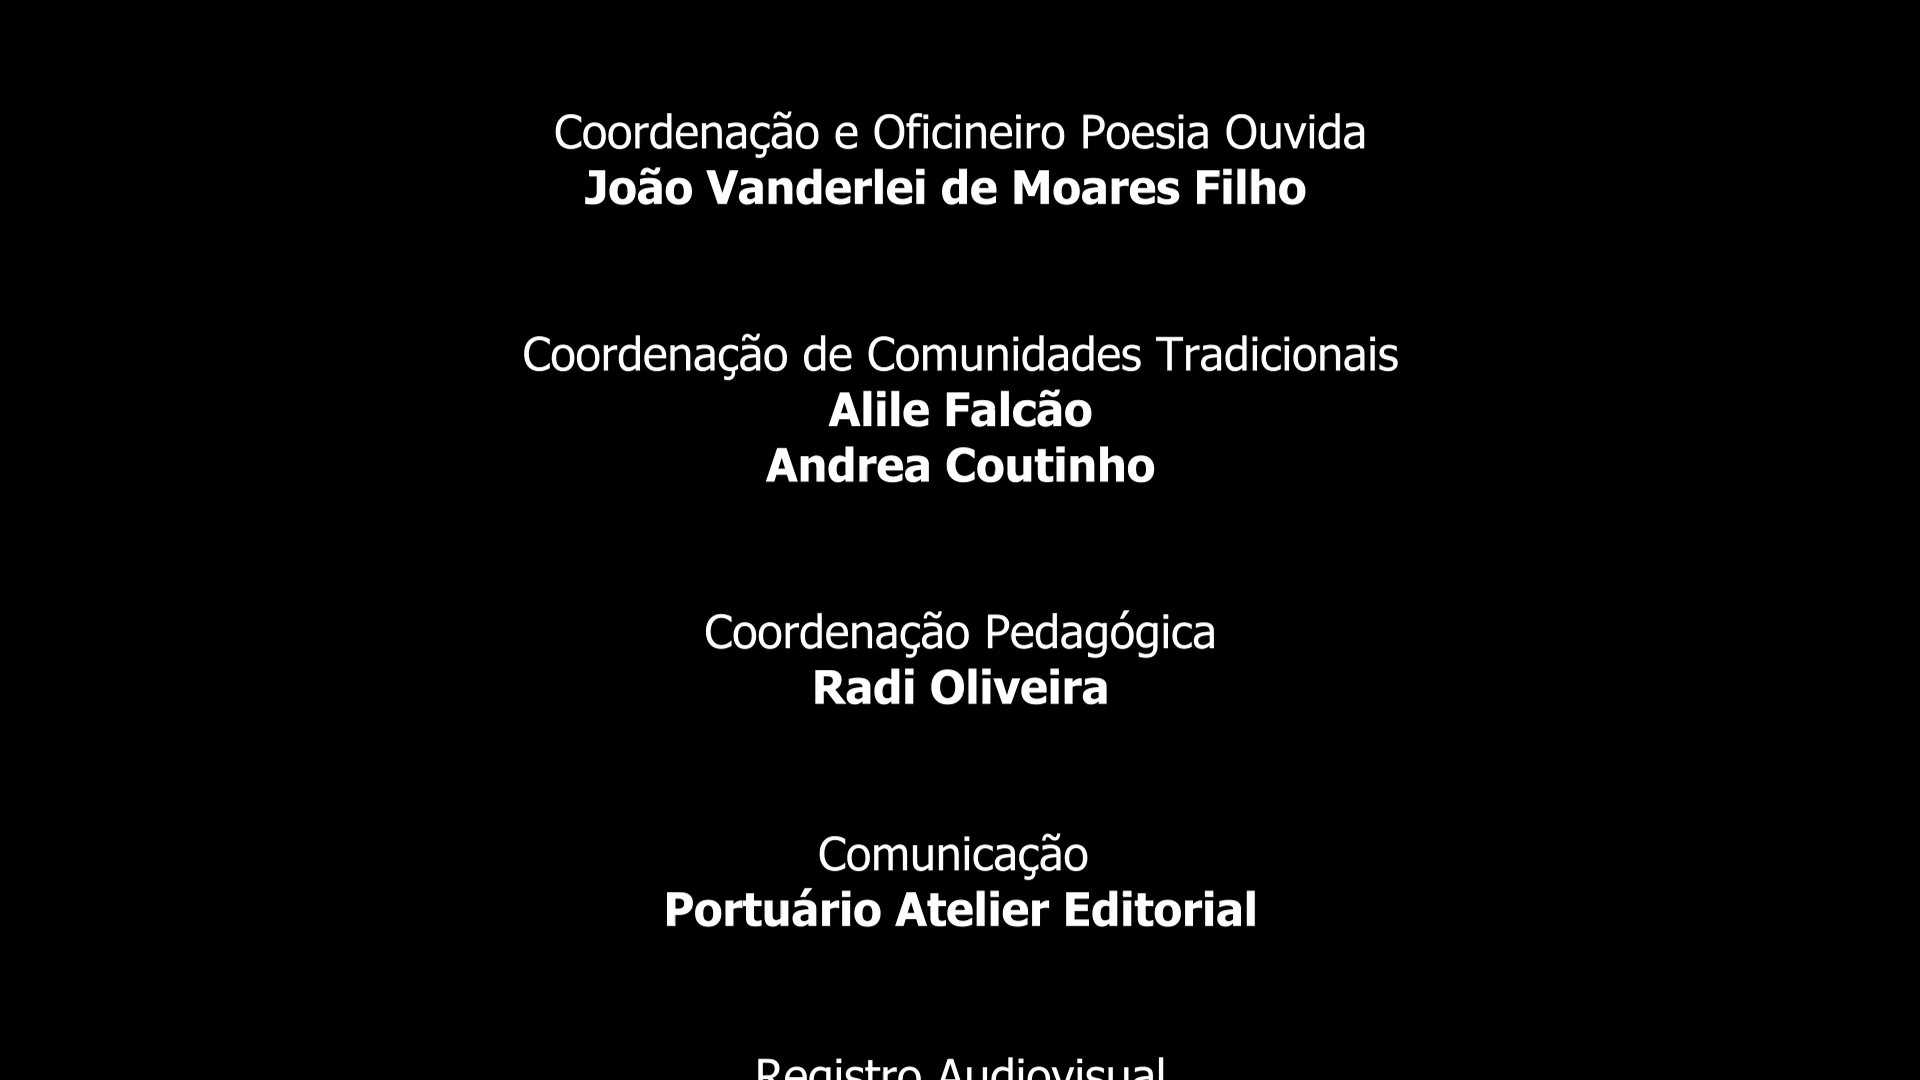 Coordenação e Oficineiro Poesia Ouvida
João Vanderlei de Moares Filho
Coordenação de Comunidades Tradicionais
Alile Falcão
Andrea Coutinho
Coordenação Pedagógica
Radi Oliveira
Comunicação
Portuário Atelier Editorial
Registro Audiovisual